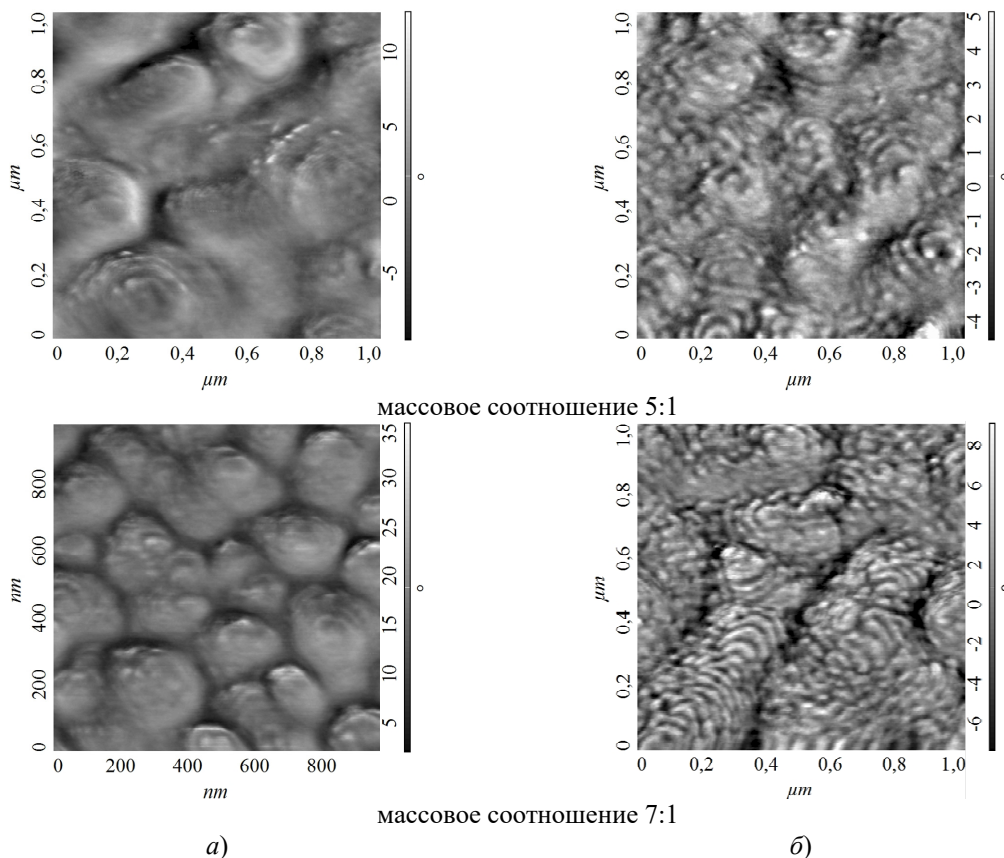 0 0,2 0,4 0,6 0,8 1,0
µm
10 5 0 -5
°
0 0,2 0,4 0,6 0,8 1,0
µm
0 0,2 0,4 0,6 0,8 1,0
µm
5 4 3 2 1 0 -1 -2 -3 -4
°
0 0,2 0,4 0,6 0,8 1,0
µm
массовое соотношение 5:1
0 200 400 600 800
nm
35 30 25 20 15 10 5
°
0 200 400 600 800
nm
0 0,2 0,4 0,6 0,8 1,0
µm
8 6 4 2 0 -2 -4 -6
°
0 0,2 0,4 0,6 0,8 1,0
µm
массовое соотношение 7:1
а) б)